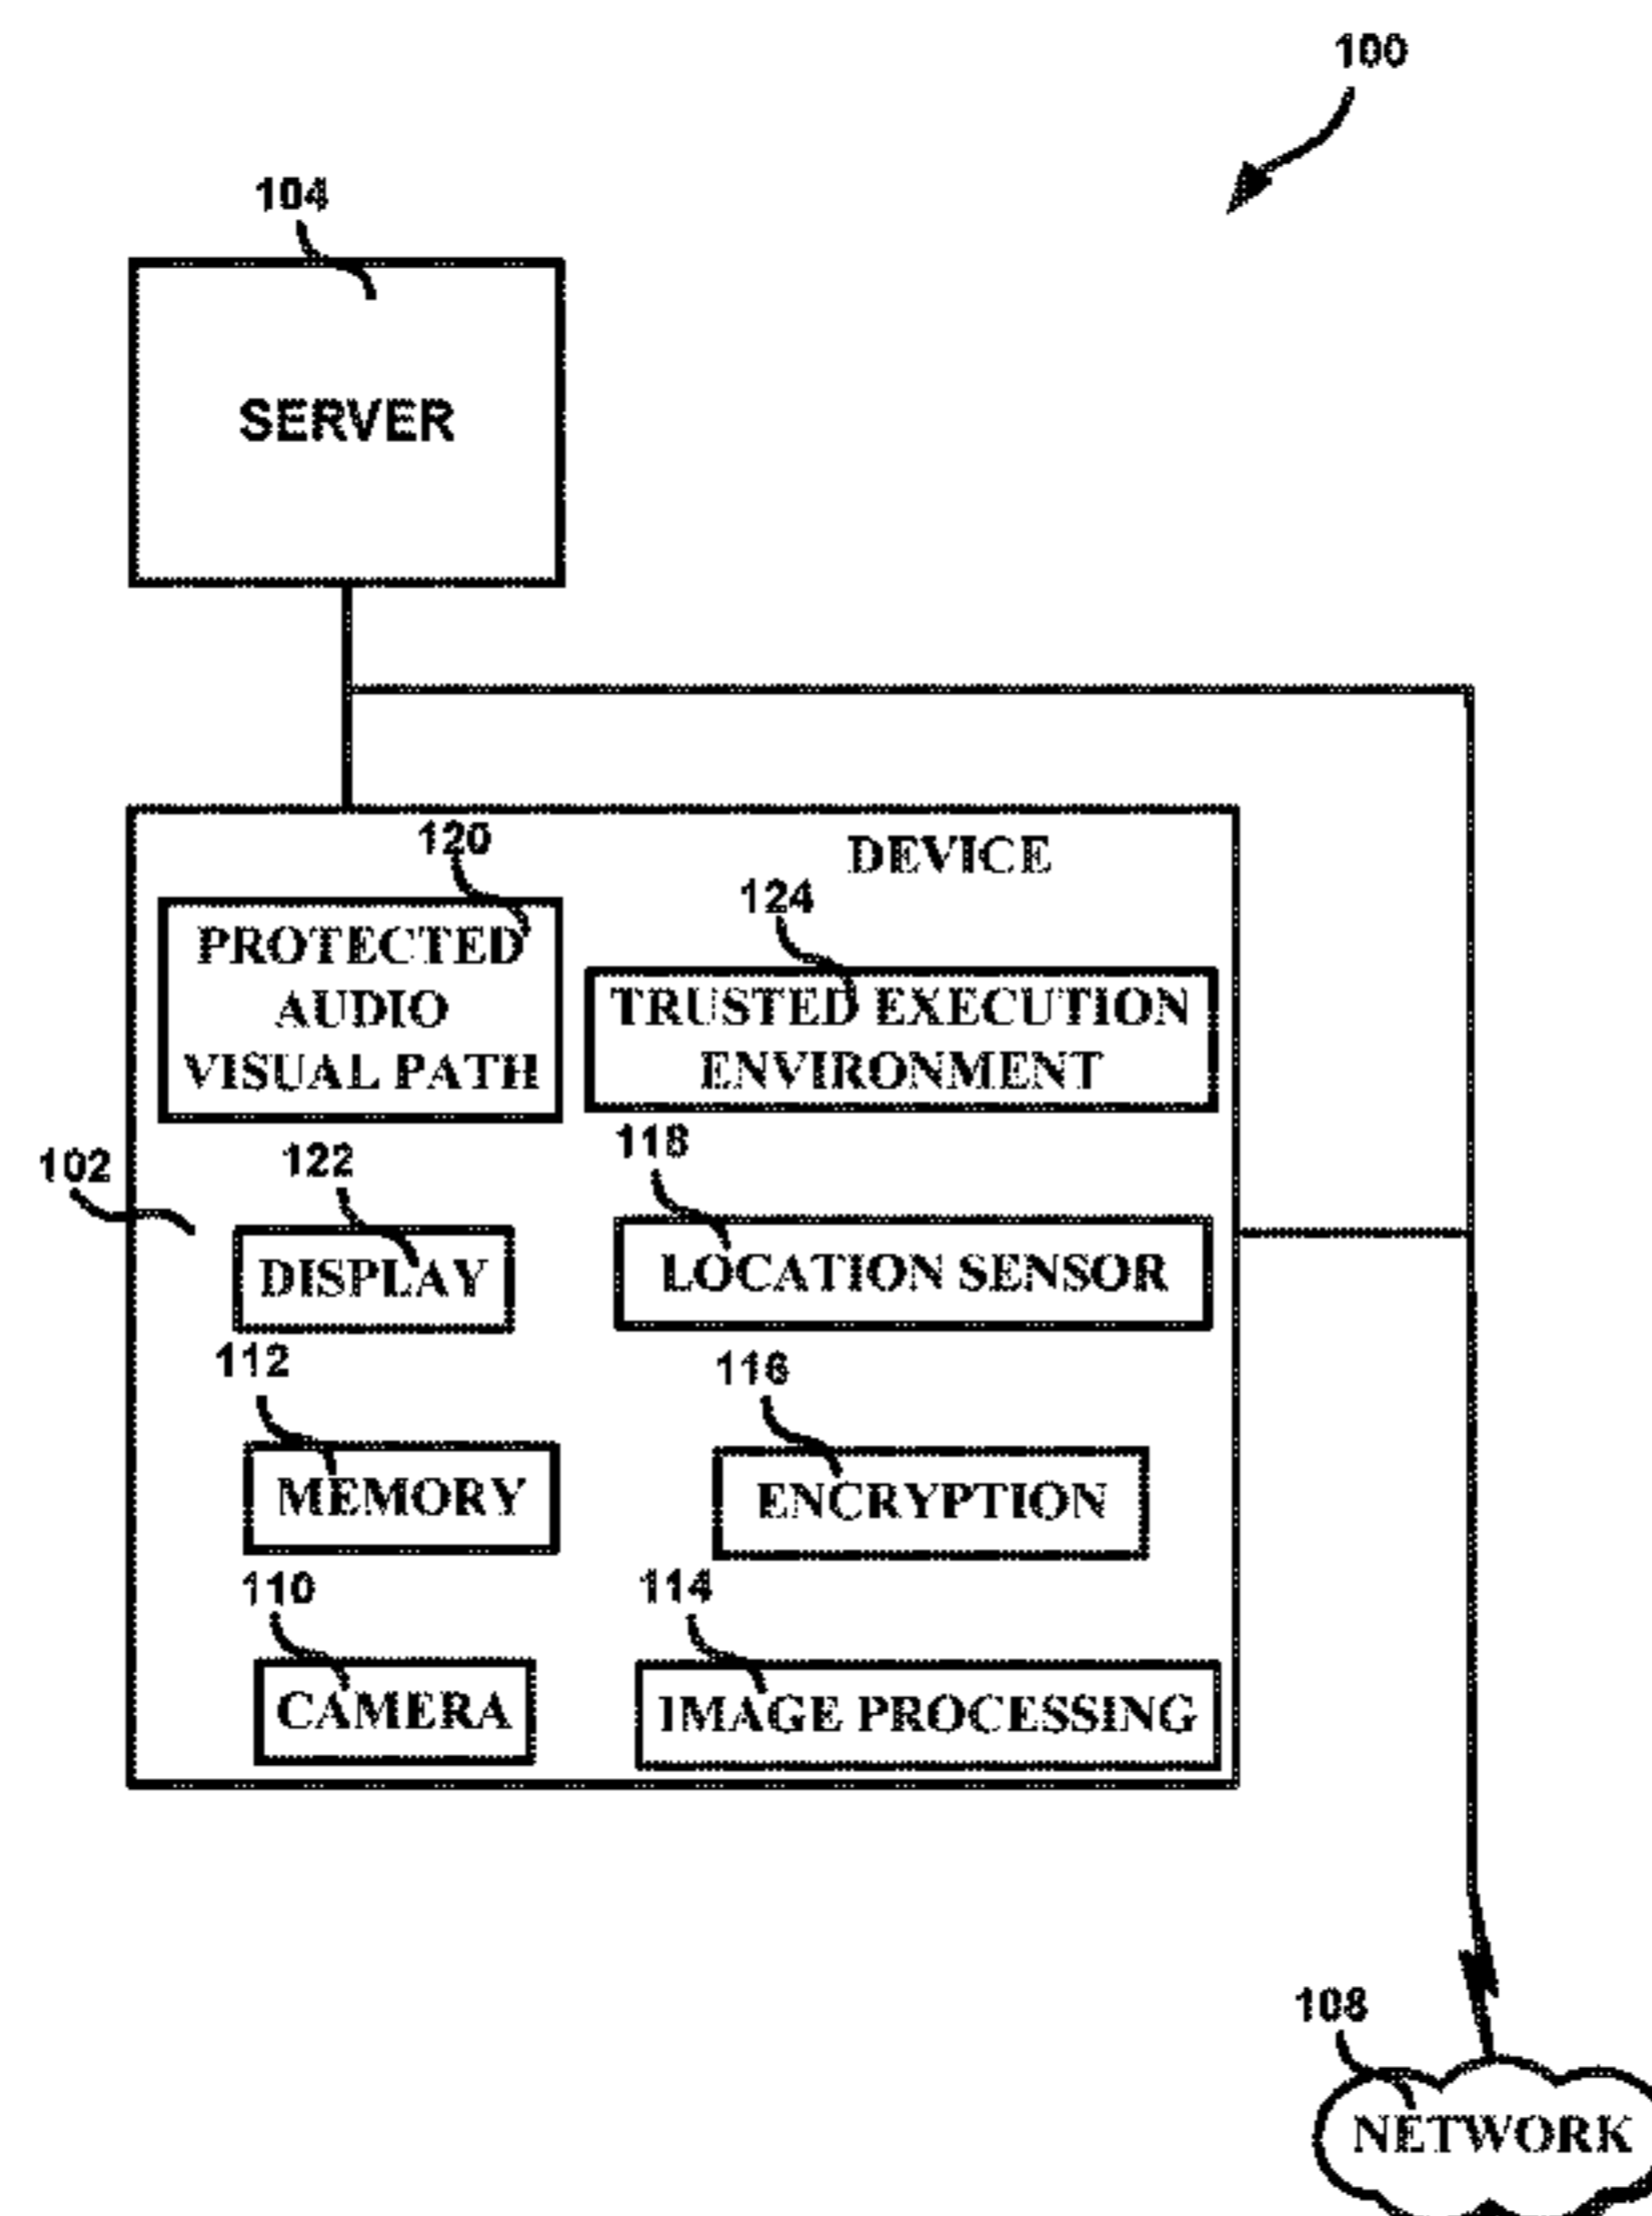 100
104
SERVER
DEVICE
120
PROTECTED
AUDIO
VISUAL PATH
124
TRUSTED EXECUTION
ENVIRONMENT
102
122
DISPLAY
118
LOCATION SENSOR
112
MEMORY
116
ENCRYPTION
110
CAMERA
114
IMAGE PROCESSING
108
NETWORK